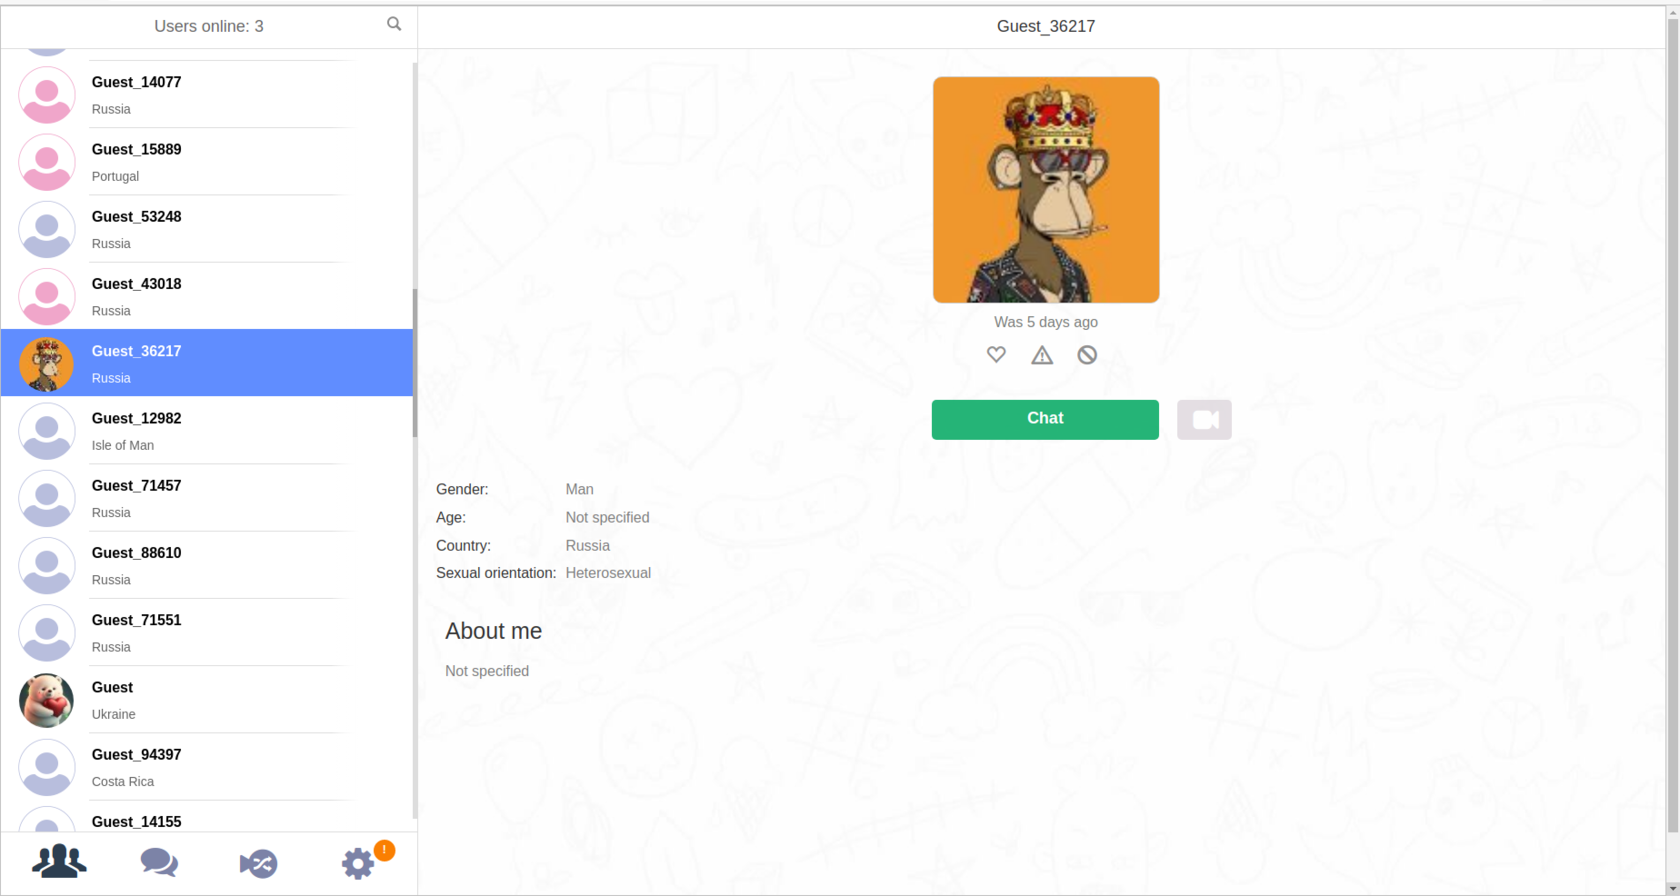 Users online: 3
Guest_14077
Russia
Guest_15889
Portugal
Guest_53248
Russia
Guest_43018
Russia
Guest_36217
Russia
Guest_12982
Isle of Man
Guest_71457
Russia
Guest_88610
Russia
Guest_71551
Russia
Guest
Ukraine
Guest_94397
Costa Rica
Guest_14155
!
Guest_36217
Was 5 days ago
Chat
Gender: Man
Age: Not specified
Country: Russia
Sexual orientation: Heterosexual
About me
Not specified